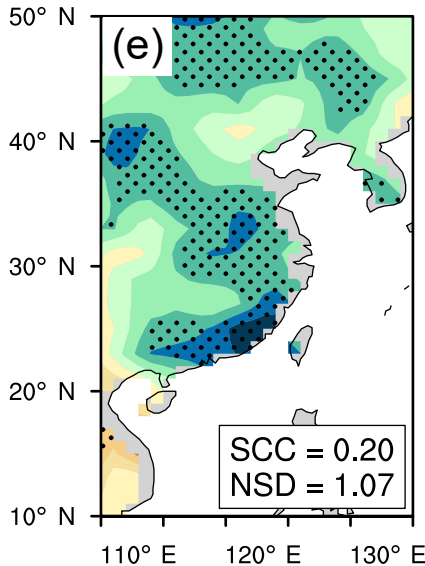 (e)
50° N
40° N
30° N
20° N
10° N
SCC = 0.20
NSD = 1.07
110° E 120° E 130° E